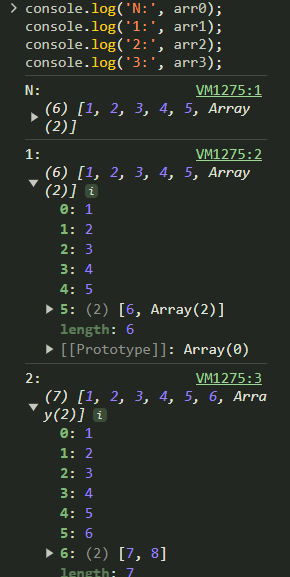 console.log('N:', arr0);
console.log('1:', arr1);
console.log('2:', arr2);
console.log('3:', arr3);
N: VM1275:1
(6) [1, 2, 3, 4, 5, Array
(2)]
1: VM1275:2
(6) [1, 2, 3, 4, 5, Array
(2)] i
0: 1
1: 2
2: 3
3: 4
4: 5
5: (2) [6, Array(2)]
length: 6
[[Prototype]]: Array(0)
2: VM1275:3
(7) [1, 2, 3, 4, 5, 6, Arra
y(2)] i
0: 1
1: 2
2: 3
3: 4
4: 5
5: 6
6: (2) [7, 8]
length: 7